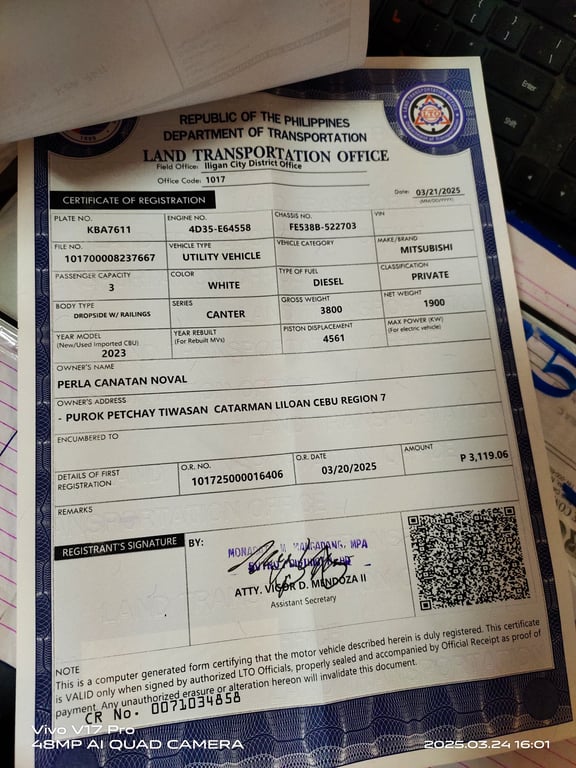 REPUBLIC OF THE PHILIPPINES
DEPARTMENT OF TRANSPORTATION
LAND TRANSPORTATION OFFICE
Field Office: Iligan City District Office
Office Code: 1017
CERTIFICATE OF REGISTRATION
Date: 03/21/2025
(MM/DD/YYYY)
PLATE NO. ENGINE NO. CHASSIS NO. VIN
KBA7611 4D35-E64558 FE538B-522703
FILE NO. VEHICLE TYPE VEHICLE CATEGORY MAKE/BRAND
101700008237667 UTILITY VEHICLE MITSUBISHI
PASSENGER CAPACITY COLOR TYPE OF FUEL CLASSIFICATION
3 WHITE DIESEL PRIVATE
BODY TYPE SERIES GROSS WEIGHT NET WEIGHT
DROPSIDE W/ RAILINGS CANTER 3800 1900
YEAR MODEL YEAR REBUILT PISTON DISPLACEMENT MAX POWER (KW)
(New/Used Imported CBU) (For Rebuilt MVs) (For electric vehicle)
2023 4561
OWNER'S NAME
PERLA CANATAN NOVAL
OWNER'S ADDRESS
- PUROK PETCHAY TIWASAN CATARMAN LILOAN CEBU REGION 7
ENCUMBERED TO
DETAILS OF FIRST REGISTRATION O.R. NO. O.R. DATE AMOUNT
101725000016406 03/20/2025 P 3,119.06
REMARKS
REGISTRANT'S SIGNATURE BY:
MPA
ATTY. VIGOR D. MENDOZA II
Assistant Secretary
NOTE
This is a computer generated form certifying that the motor vehicle described herein is duly registered. This certificate
is VALID only when signed by authorized LTO Officials, properly sealed and accompanied by Official Receipt as proof of
payment. Any unauthorized erasure or alteration hereon will invalidate this document.
CR No. 0071034858
Vivo V17 Pro
48MP AI QUAD CAMERA
2025.03.24 16:01
LTO
Enter
Shift